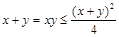 x + y = xy ≤ (x + y)² / 4